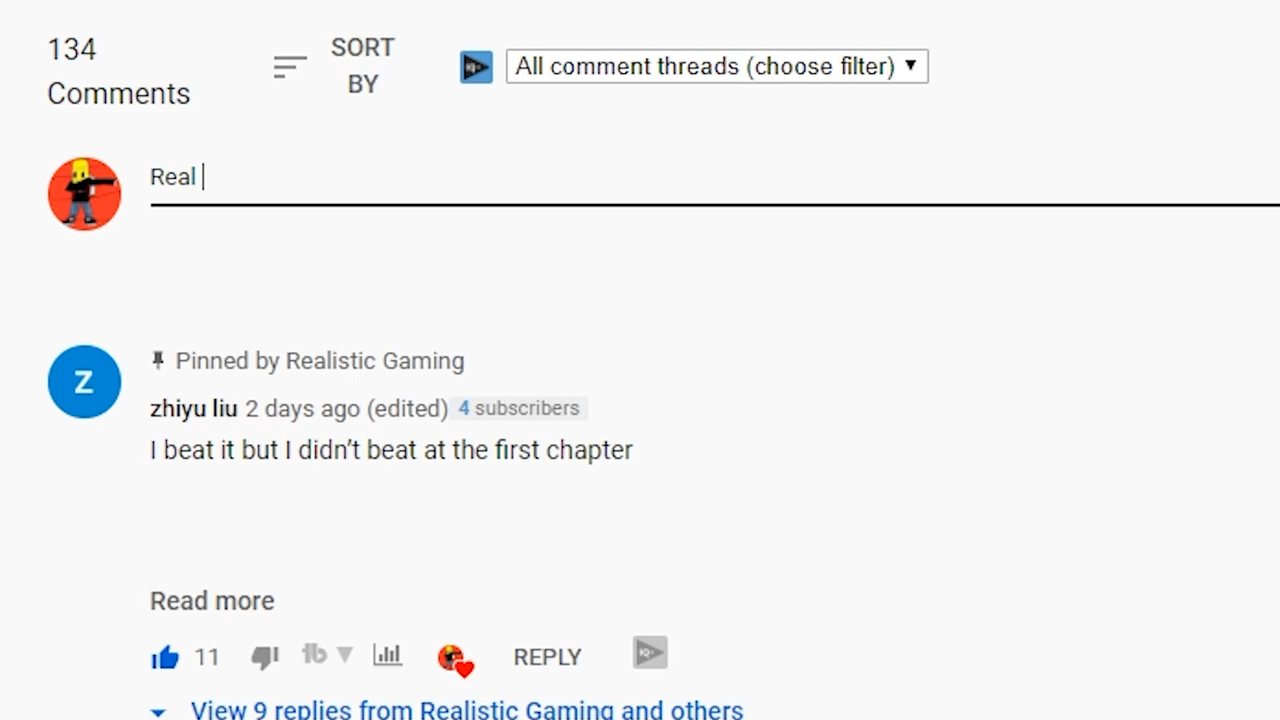 134
Comments
SORT
BY
All comment threads (choose filter) ▼
Real
Z
Pinned by Realistic Gaming
zhiyu liu 2 days ago (edited) 4 subscribers
I beat it but I didn’t beat at the first chapter
Read more
11 REPLY
View 9 replies from Realistic Gaming and others